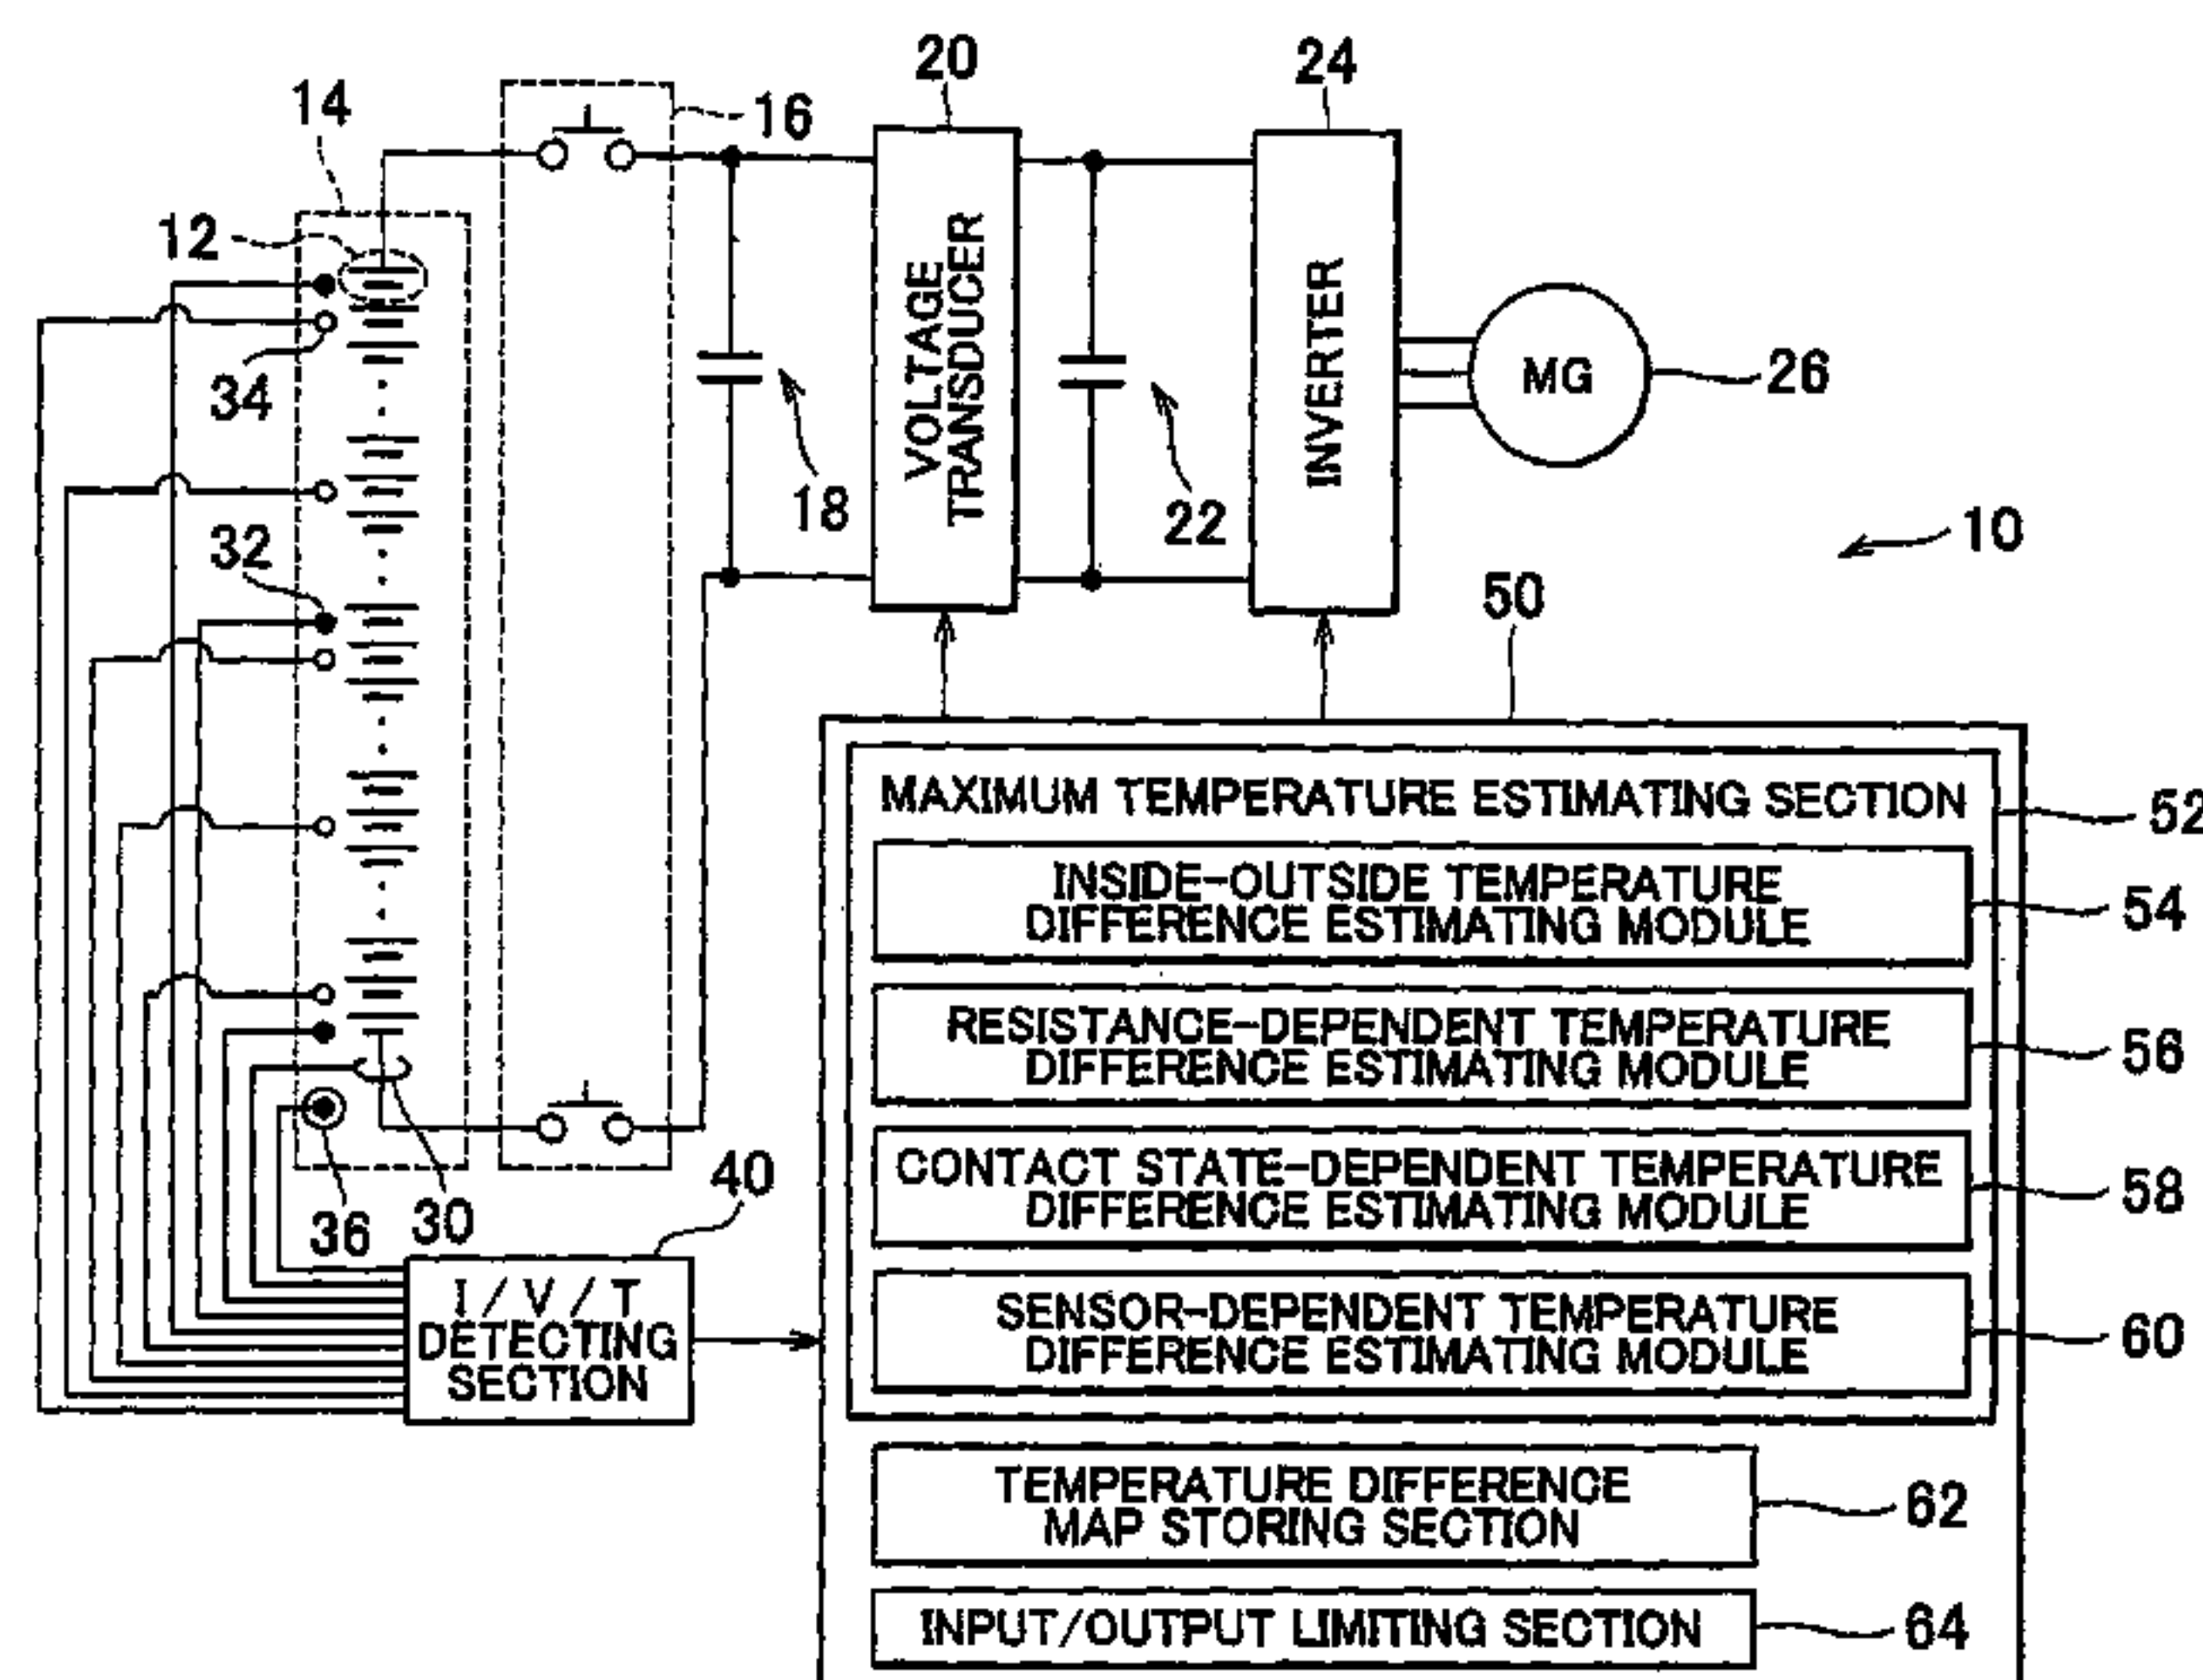 20
24
14
16
12
34
VOLTAGE
TRANSDUCER
INVERTER
MG
26
18
22
10
32
50
MAXIMUM TEMPERATURE ESTIMATING SECTION
52
INSIDE-OUTSIDE TEMPERATURE
DIFFERENCE ESTIMATING MODULE
54
RESISTANCE-DEPENDENT TEMPERATURE
DIFFERENCE ESTIMATING MODULE
56
CONTACT STATE-DEPENDENT TEMPERATURE
DIFFERENCE ESTIMATING MODULE
58
40
36
30
I/V/T
DETECTING
SECTION
SENSOR-DEPENDENT TEMPERATURE
DIFFERENCE ESTIMATING MODULE
60
TEMPERATURE DIFFERENCE
MAP STORING SECTION
62
INPUT/OUTPUT LIMITING SECTION
64